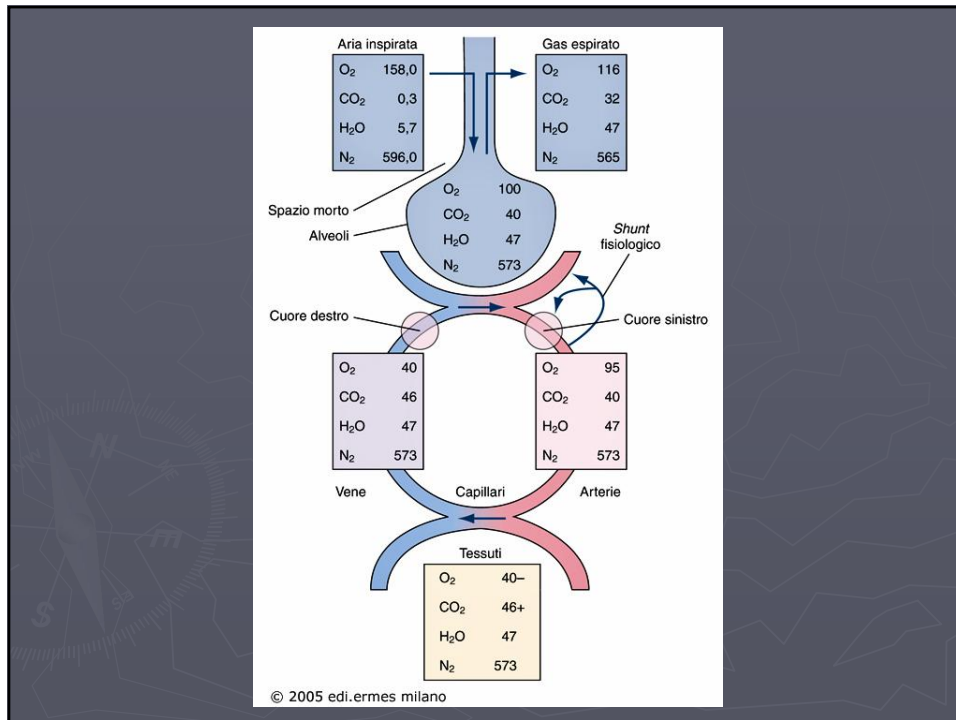 Aria inspirata
O2 158,0
CO2 0,3
H2O 5,7
N2 596,0
Gas espirato
O2 116
CO2 32
H2O 47
N2 565
Spazio morto
Alveoli
O2 100
CO2 40
H2O 47
N2 573
Shunt
fisiologico
Cuore destro
Cuore sinistro
O2 40
CO2 46
H2O 47
N2 573
O2 95
CO2 40
H2O 47
N2 573
Vene
Capillari
Arterie
Tessuti
O2 40–
CO2 46+
H2O 47
N2 573
© 2005 edi.ermes milano
N
E
S
SE